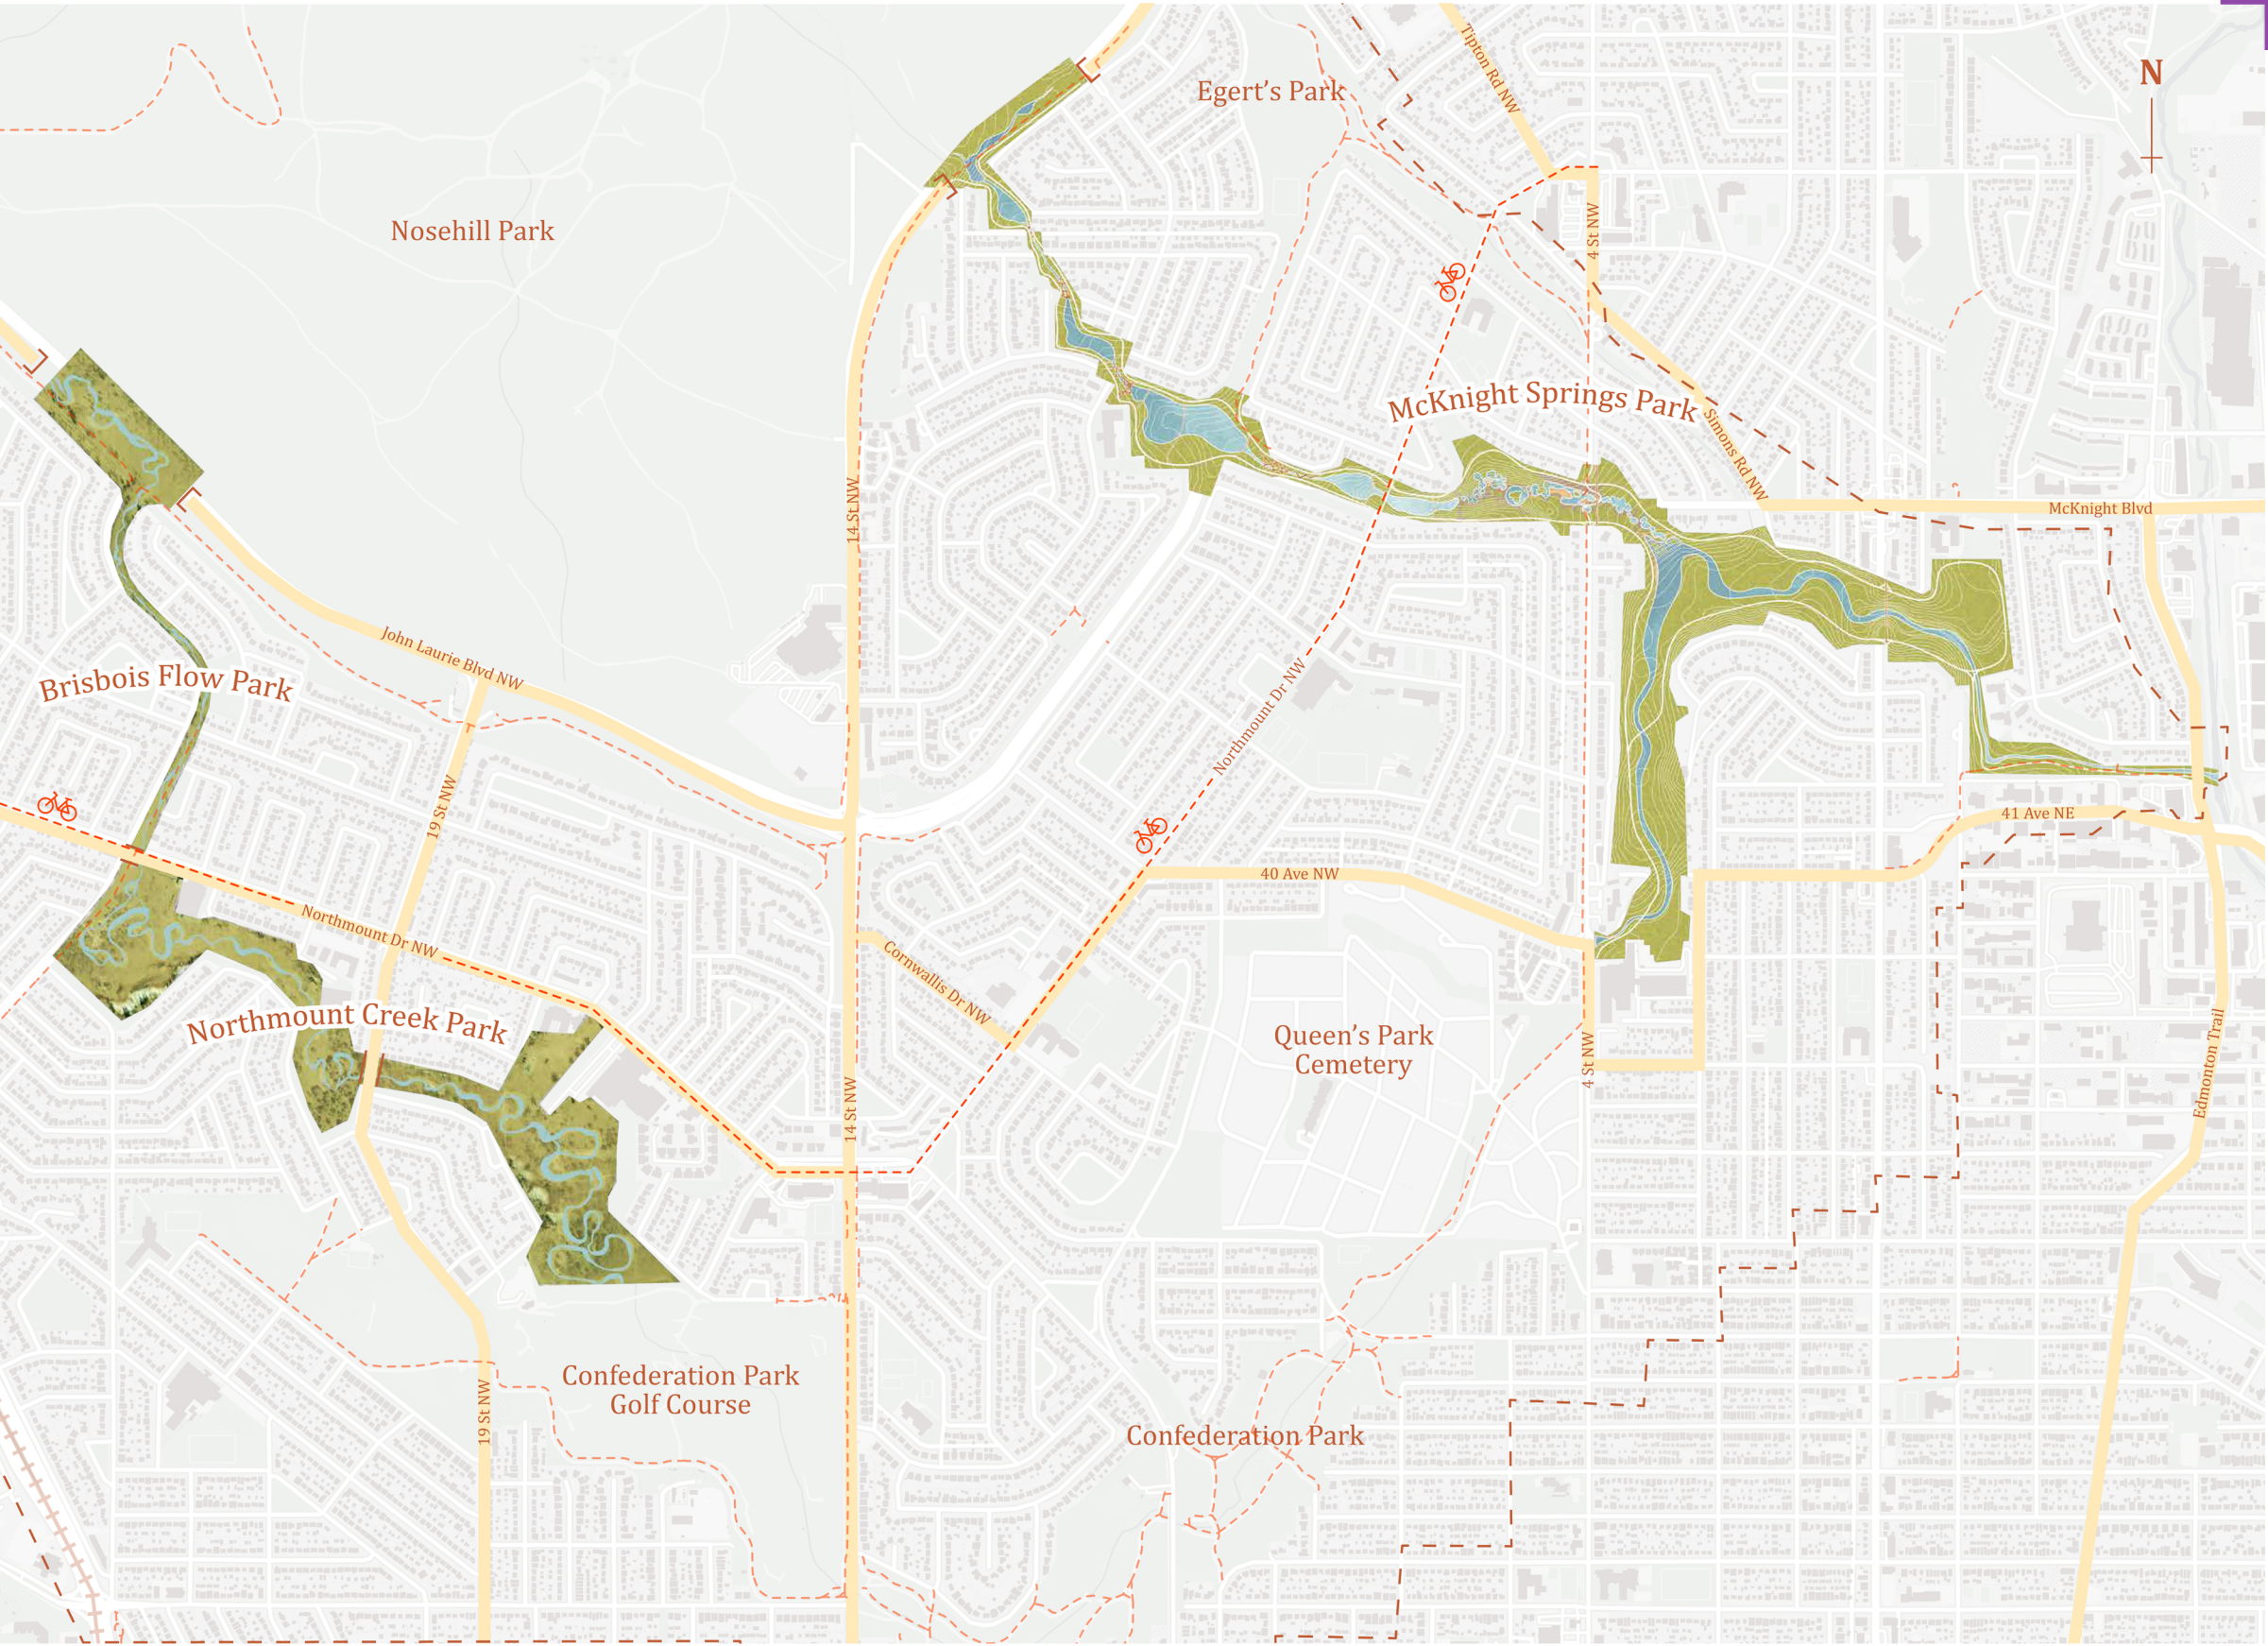 Tipton Rd NW
N
Egert's Park
Nosehill Park
4 St NW
McKnight Springs Park
Simons Rd NW
14 St NW
McKnight Blvd
John Laurie Blvd NW
Brisbois Flow Park
Northmount Dr NW
19 St NW
41 Ave NE
40 Ave NW
Northmount Dr NW
Cornwallis Dr NW
Northmount Creek Park
Queen's Park
Cemetery
4 St NW
Edmonton Trail
14 St NW
Confederation Park
Golf Course
19 St NW
Confederation Park